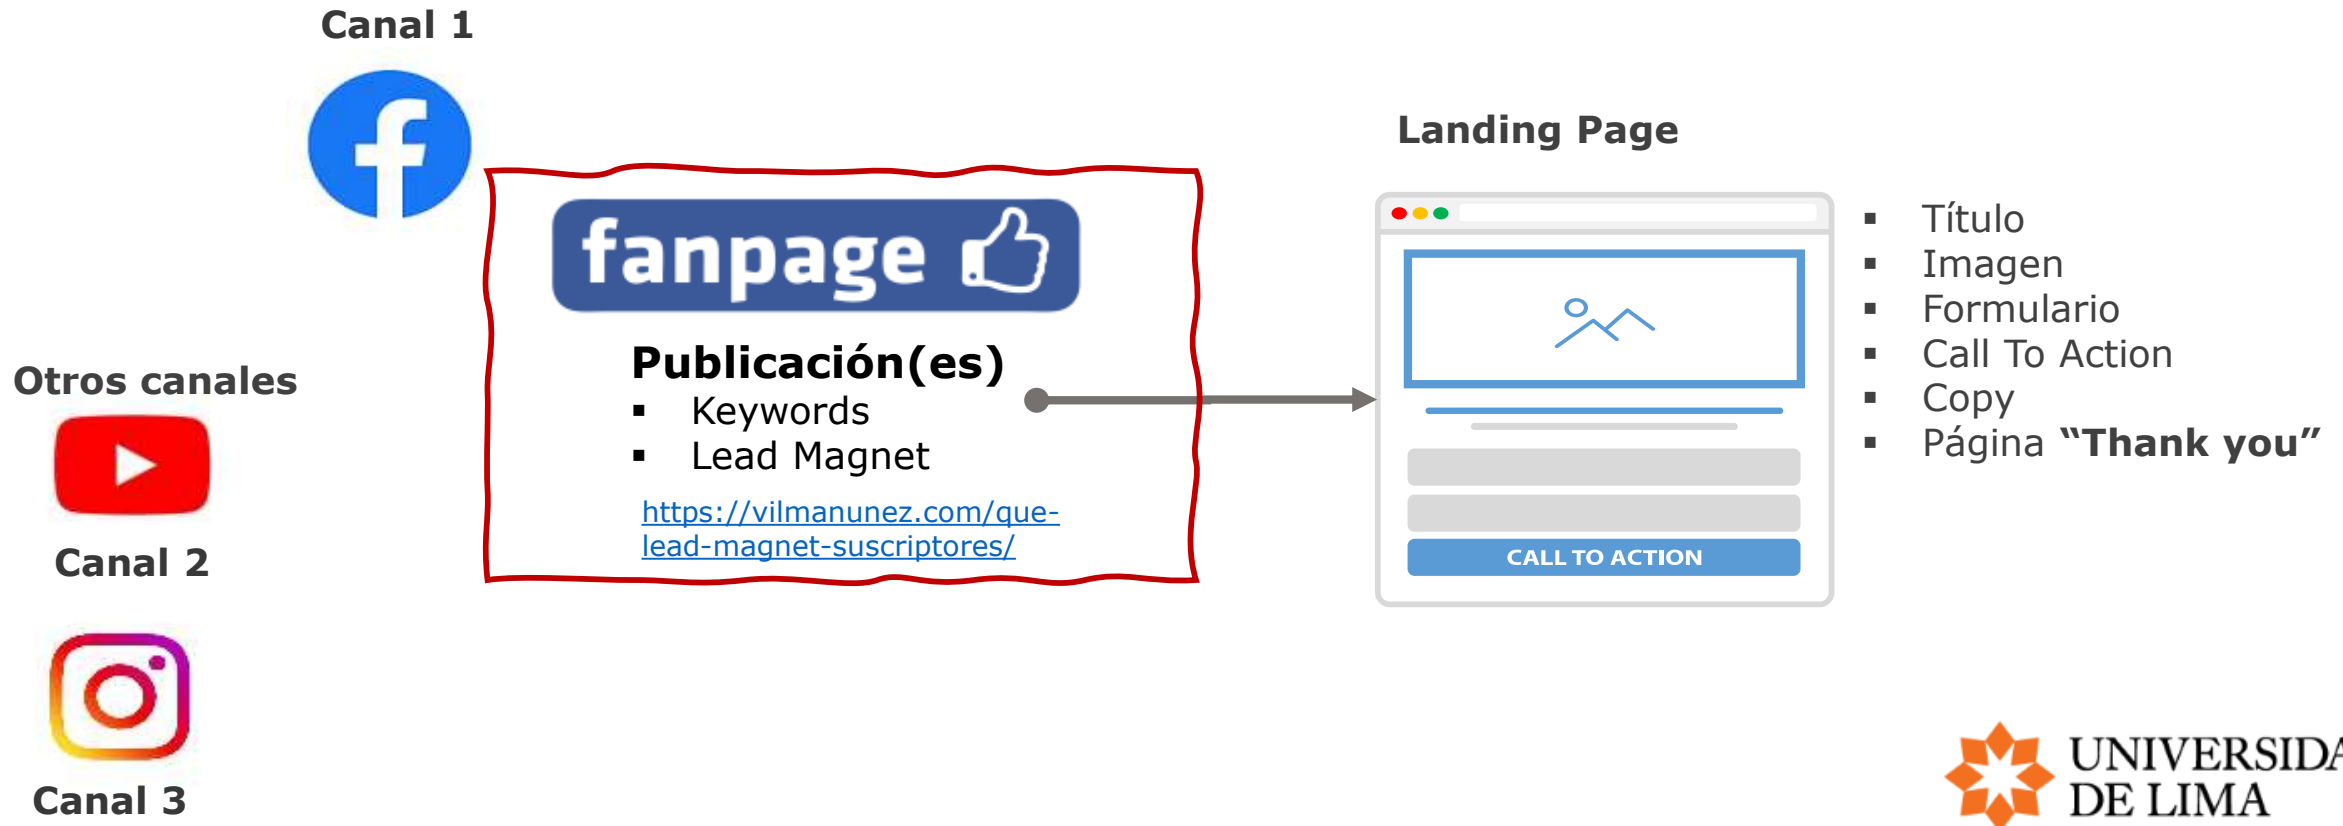 Canal 1
fanpage
Publicación(es)
▪ Keywords
▪ Lead Magnet
https://vilmanunez.com/que-
lead-magnet-suscriptores/
Otros canales
Canal 2
Canal 3
Landing Page
CALL TO ACTION
▪ Título
▪ Imagen
▪ Formulario
▪ Call To Action
▪ Copy
▪ Página “Thank you”
UNIVERSIDA
DE LIMA